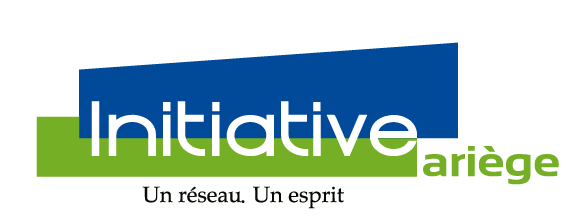 Initiative
ariège
Un réseau. Un esprit